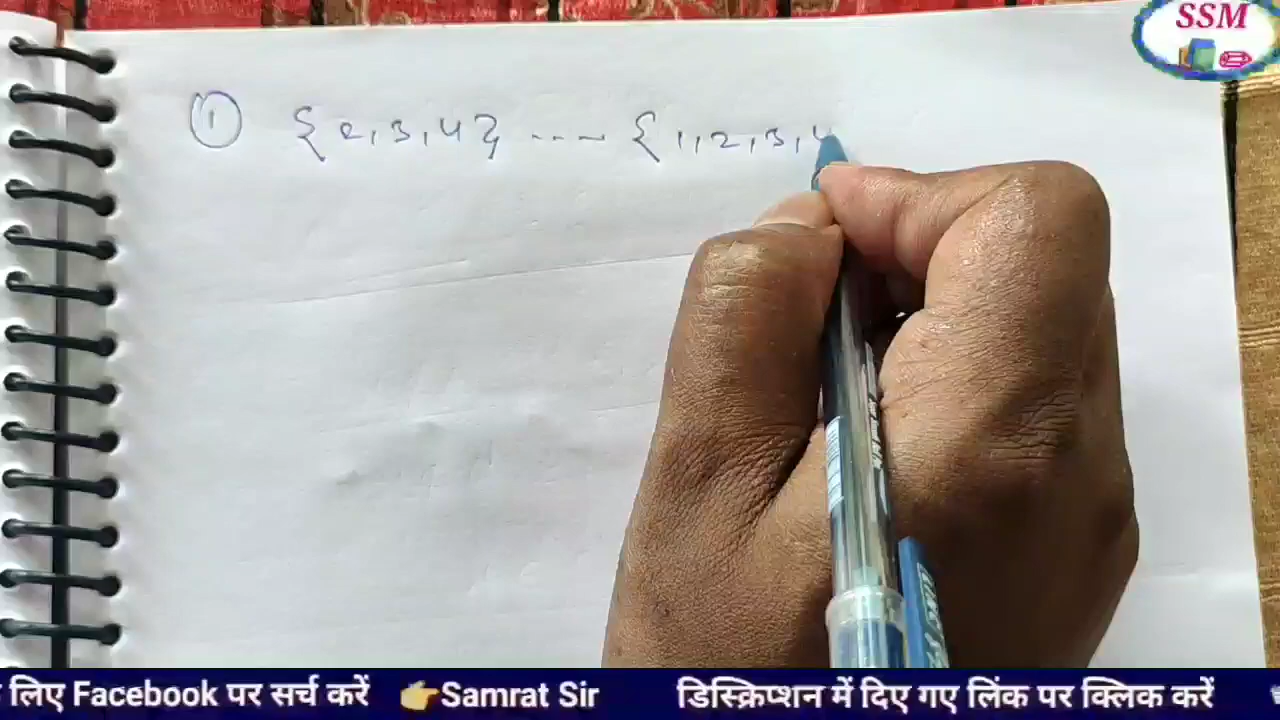 SSM
① {2,3,4} .... {1,2,3,4
लिए Facebook पर सर्च करें 👉Samrat Sir डिस्क्रिप्शन में दिए गए लिंक पर क्लिक करें